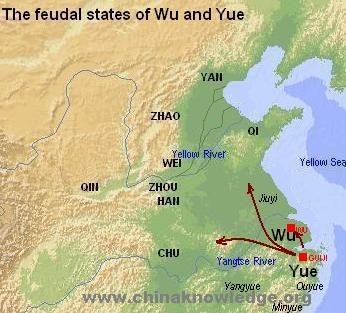 The feudal states of Wu and Yue
YAN
ZHAO
QI
WEI
Yellow River
Yellow Sea
QIN
ZHOU
HAN
Jiuyi
Wu
WU
CHU
GUIJI
Yangtse River
Yue
Yangyue
Ouyue
www.chinaknowledge.org
Minyue